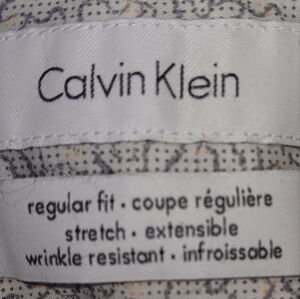 Calvin Klein
regular fit · coupe régulière
stretch · extensible
wrinkle resistant · infroissable